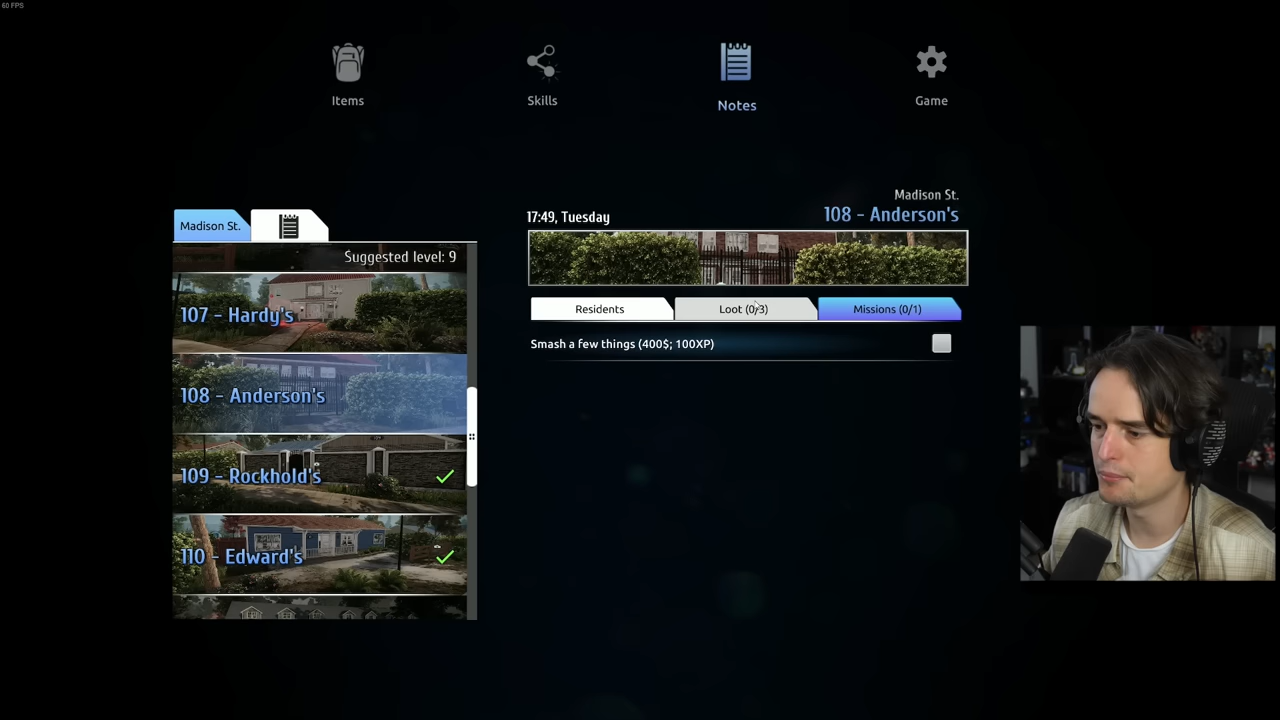 60 FPS
Items
Skills
Notes
Game
Madison St.
Suggested level: 9
107 - Hardy's
108 - Anderson's
109 - Rockhold's
110 - Edward's
Madison St.
17:49, Tuesday
108 - Anderson's
Residents
Loot (0/3)
Missions (0/1)
Smash a few things (400$; 100XP)